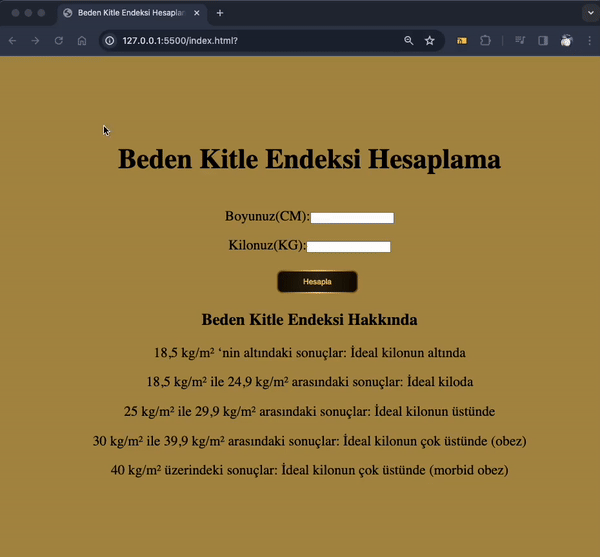 Beden Kitle Endeksi Hesaplan
127.0.0.1:5500/index.html?
Beden Kitle Endeksi Hesaplama
Boyunuz(CM):
Kilonuz(KG):
Hesapla
Beden Kitle Endeksi Hakkında
18,5 kg/m² ‘nin altındaki sonuçlar: İdeal kilonun altında
18,5 kg/m² ile 24,9 kg/m² arasındaki sonuçlar: İdeal kiloda
25 kg/m² ile 29,9 kg/m² arasındaki sonuçlar: İdeal kilonun üstünde
30 kg/m² ile 39,9 kg/m² arasındaki sonuçlar: İdeal kilonun çok üstünde (obez)
40 kg/m² üzerindeki sonuçlar: İdeal kilonun çok üstünde (morbid obez)